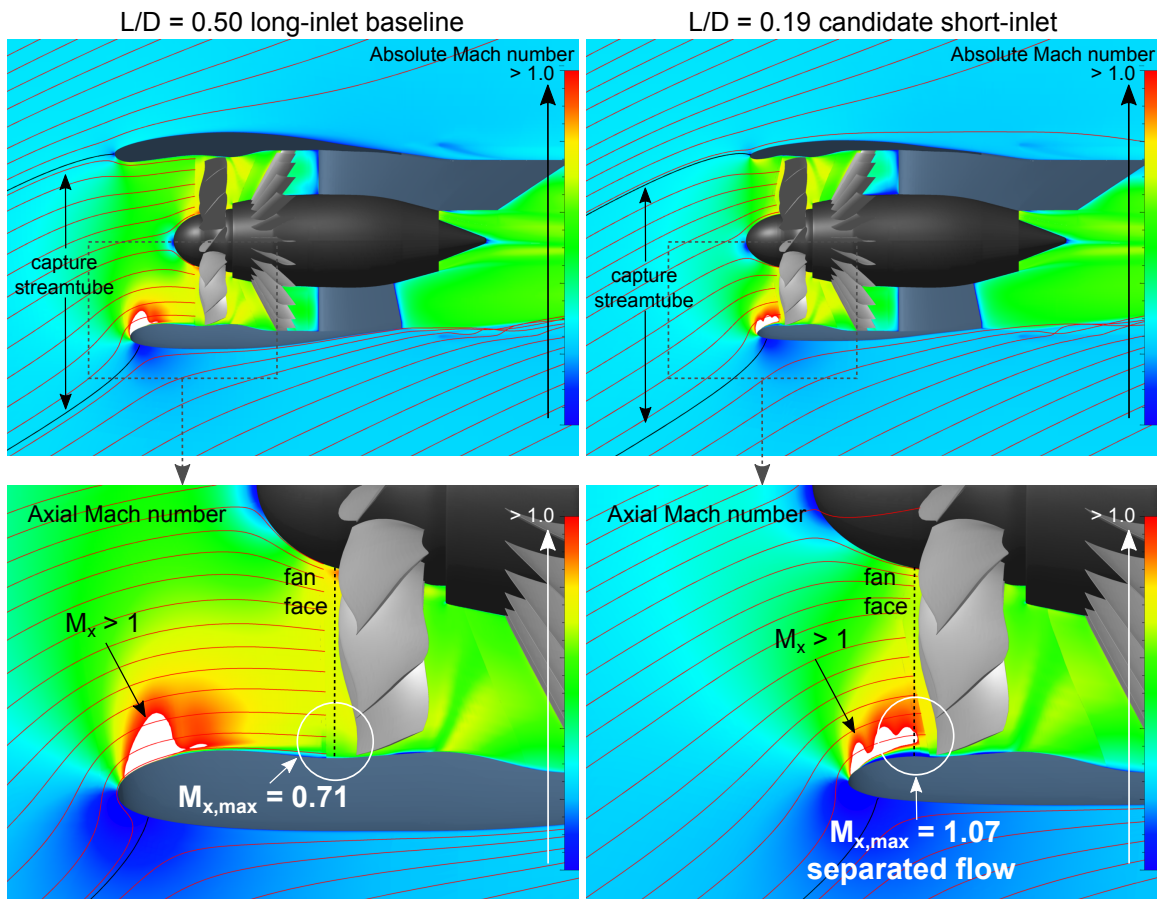 L/D = 0.50 long-inlet baseline
Absolute Mach number
> 1.0
capture
streamtube
L/D = 0.19 candidate short-inlet
Absolute Mach number
> 1.0
capture
streamtube
Axial Mach number
> 1.0
fan
face
Mₓ > 1
Mₓ,ₘₐₓ = 0.71
Axial Mach number
> 1.0
fan
face
Mₓ > 1
Mₓ,ₘₐₓ = 1.07
separated flow